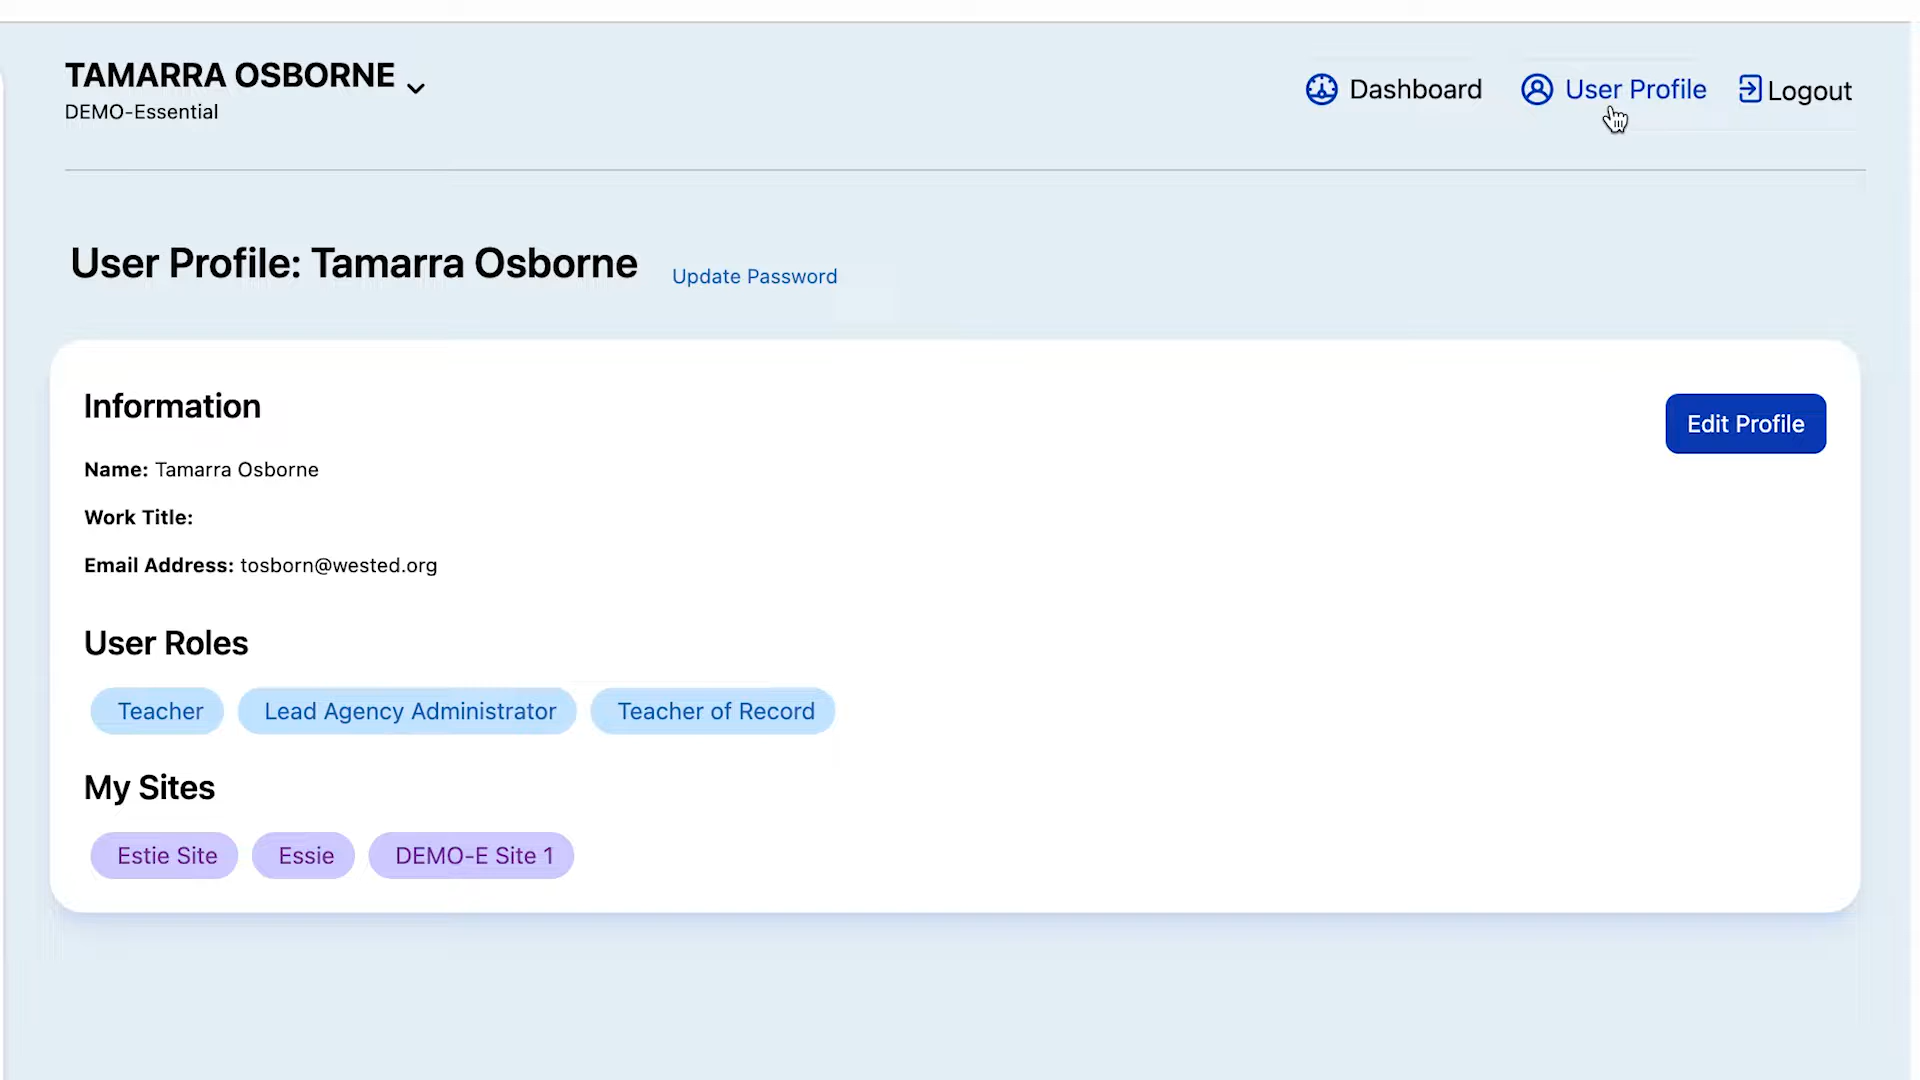 TAMARRA OSBORNE
DEMO-Essential
Dashboard
User Profile
Logout
User Profile: Tamarra Osborne
Update Password
Information
Edit Profile
Name: Tamarra Osborne
Work Title:
Email Address: tosborn@wested.org
User Roles
Teacher
Lead Agency Administrator
Teacher of Record
My Sites
Estie Site
Essie
DEMO-E Site 1